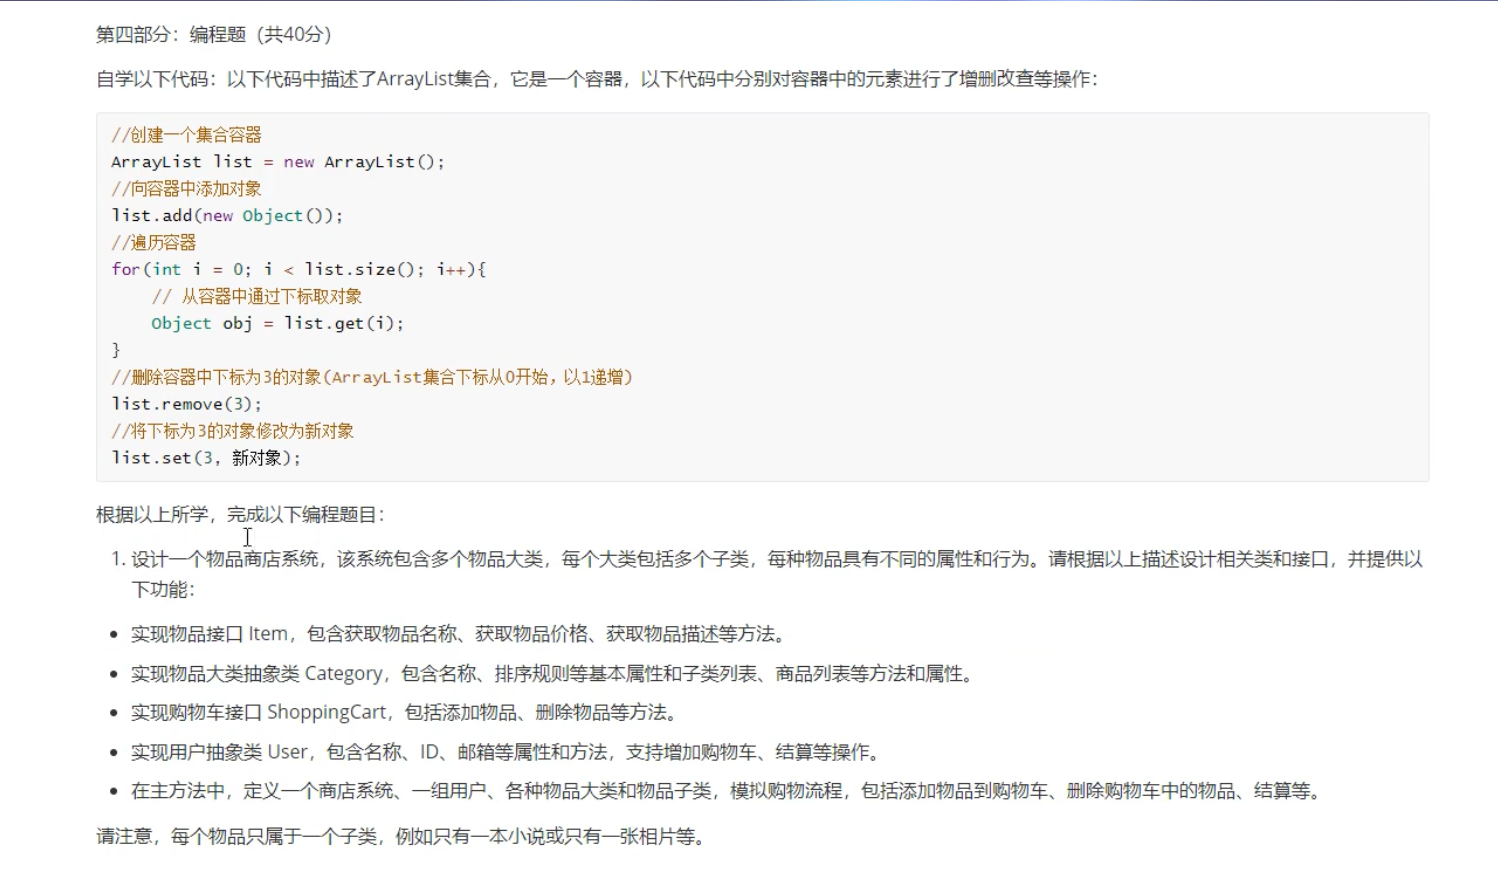 第四部分：编程题（共40分）
自学以下代码：以下代码中描述了ArrayList集合，它是一个容器，以下代码中分别对容器中的元素进行了增删改查等操作：
//创建一个集合容器
ArrayList list = new ArrayList();
//向容器中添加对象
list.add(new Object());
//遍历容器
for(int i = 0; i < list.size(); i++){
    // 从容器中通过下标取对象
    Object obj = list.get(i);
}
//删除容器中下标为3的对象(ArrayList集合下标从0开始，以1递增)
list.remove(3);
//将下标为3的对象修改为新对象
list.set(3, 新对象);
根据以上所学，完成以下编程题目：
1. 设计一个物品商店系统，该系统包含多个物品大类，每个大类包括多个子类，每种物品具有不同的属性和行为。请根据以上描述设计相关类和接口，并提供以
下功能：
• 实现物品接口 Item，包含获取物品名称、获取物品价格、获取物品描述等方法。
• 实现物品大类抽象类 Category，包含名称、排序规则等基本属性和子类列表、商品列表等方法和属性。
• 实现购物车接口 ShoppingCart，包括添加物品、删除物品等方法。
• 实现用户抽象类 User，包含名称、ID、邮箱等属性和方法，支持增加购物车、结算等操作。
• 在主方法中，定义一个商店系统、一组用户、各种物品大类和物品子类，模拟购物流程，包括添加物品到购物车、删除购物车中的物品、结算等。
请注意，每个物品只属于一个子类，例如只有一本小说或只有一张相片等。